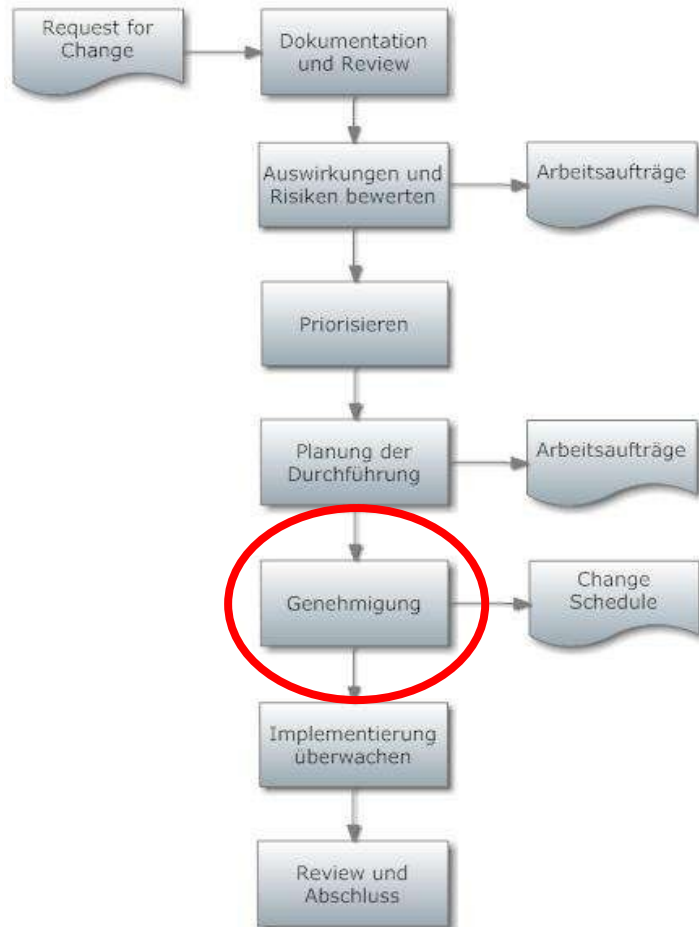 Request for
Change
Dokumentation
und Review
Auswirkungen und
Risiken bewerten
Arbeitsaufträge
Priorisieren
Planung der
Durchführung
Arbeitsaufträge
Genehmigung
Change
Schedule
Implementierung
überwachen
Review und
Abschluss